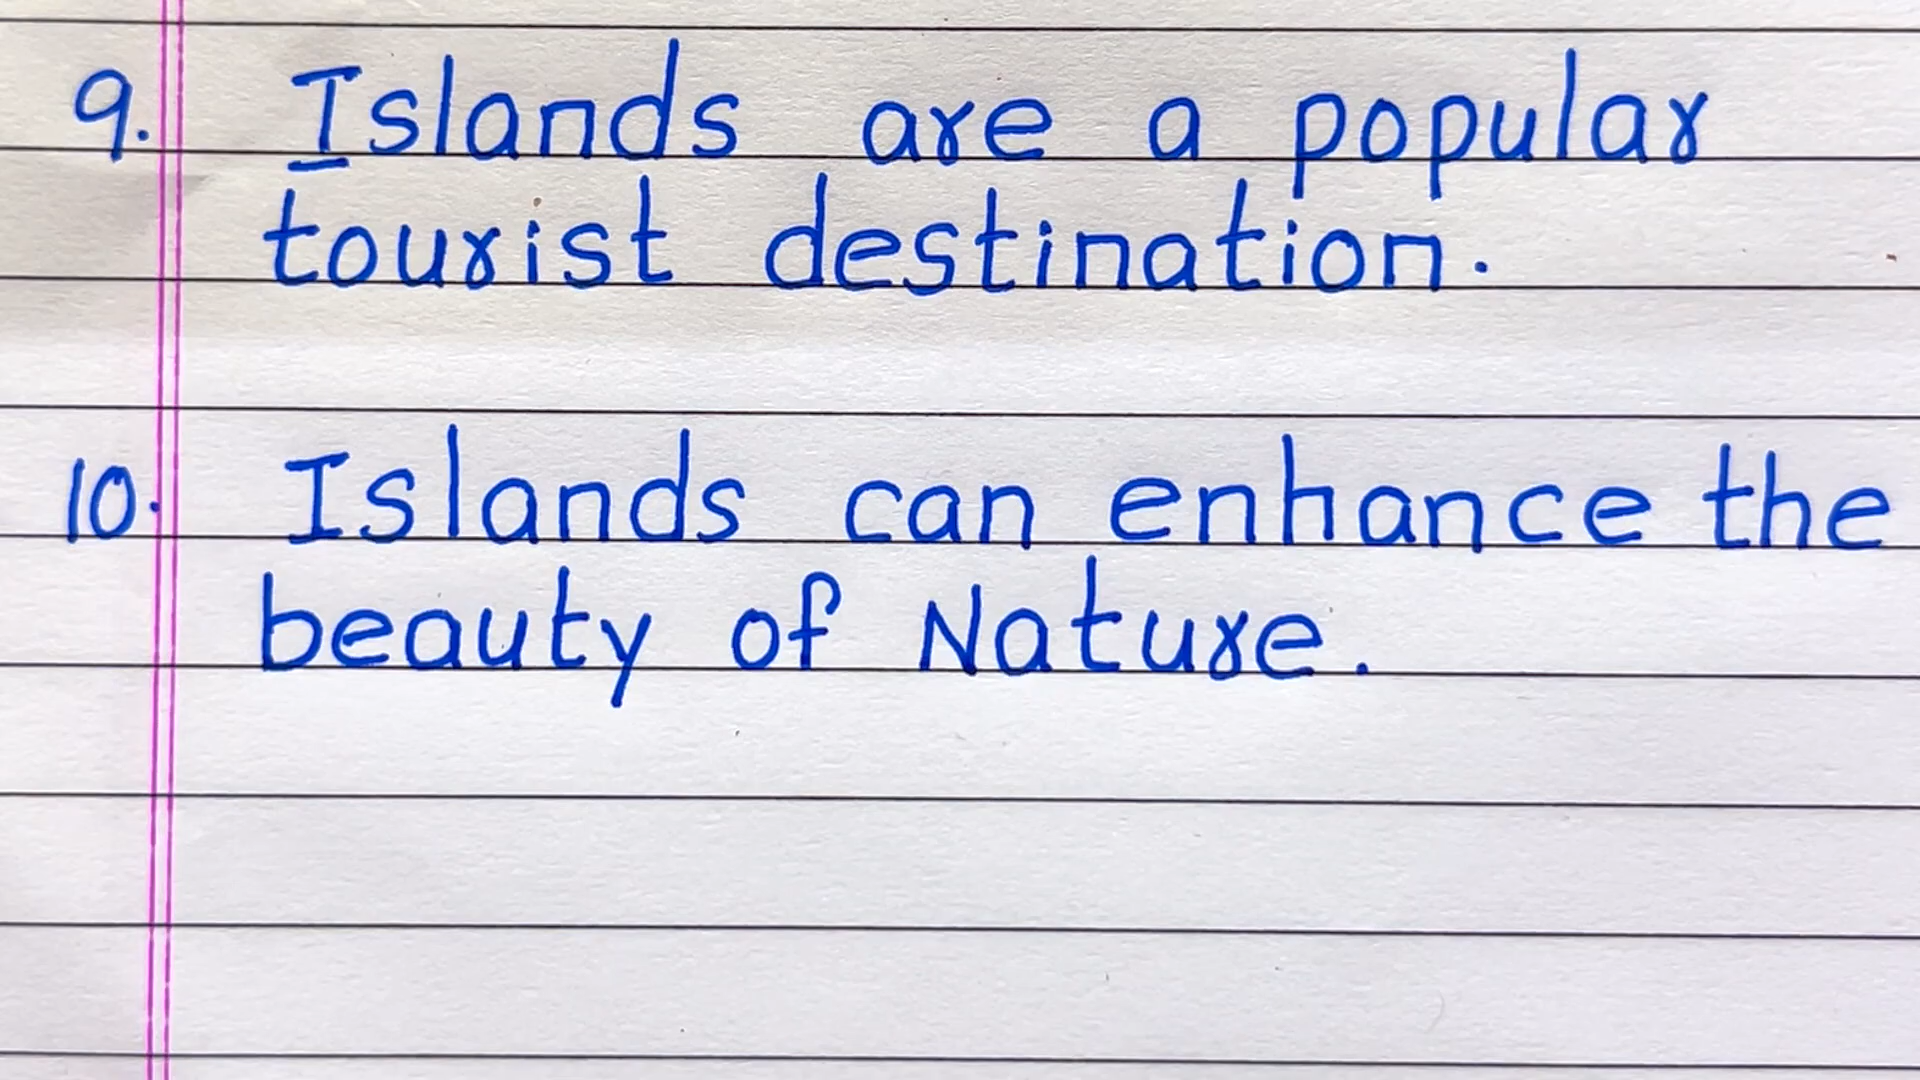 9. Islands are a popular
tourist destination.
10. Islands can enhance the
beauty of Nature.